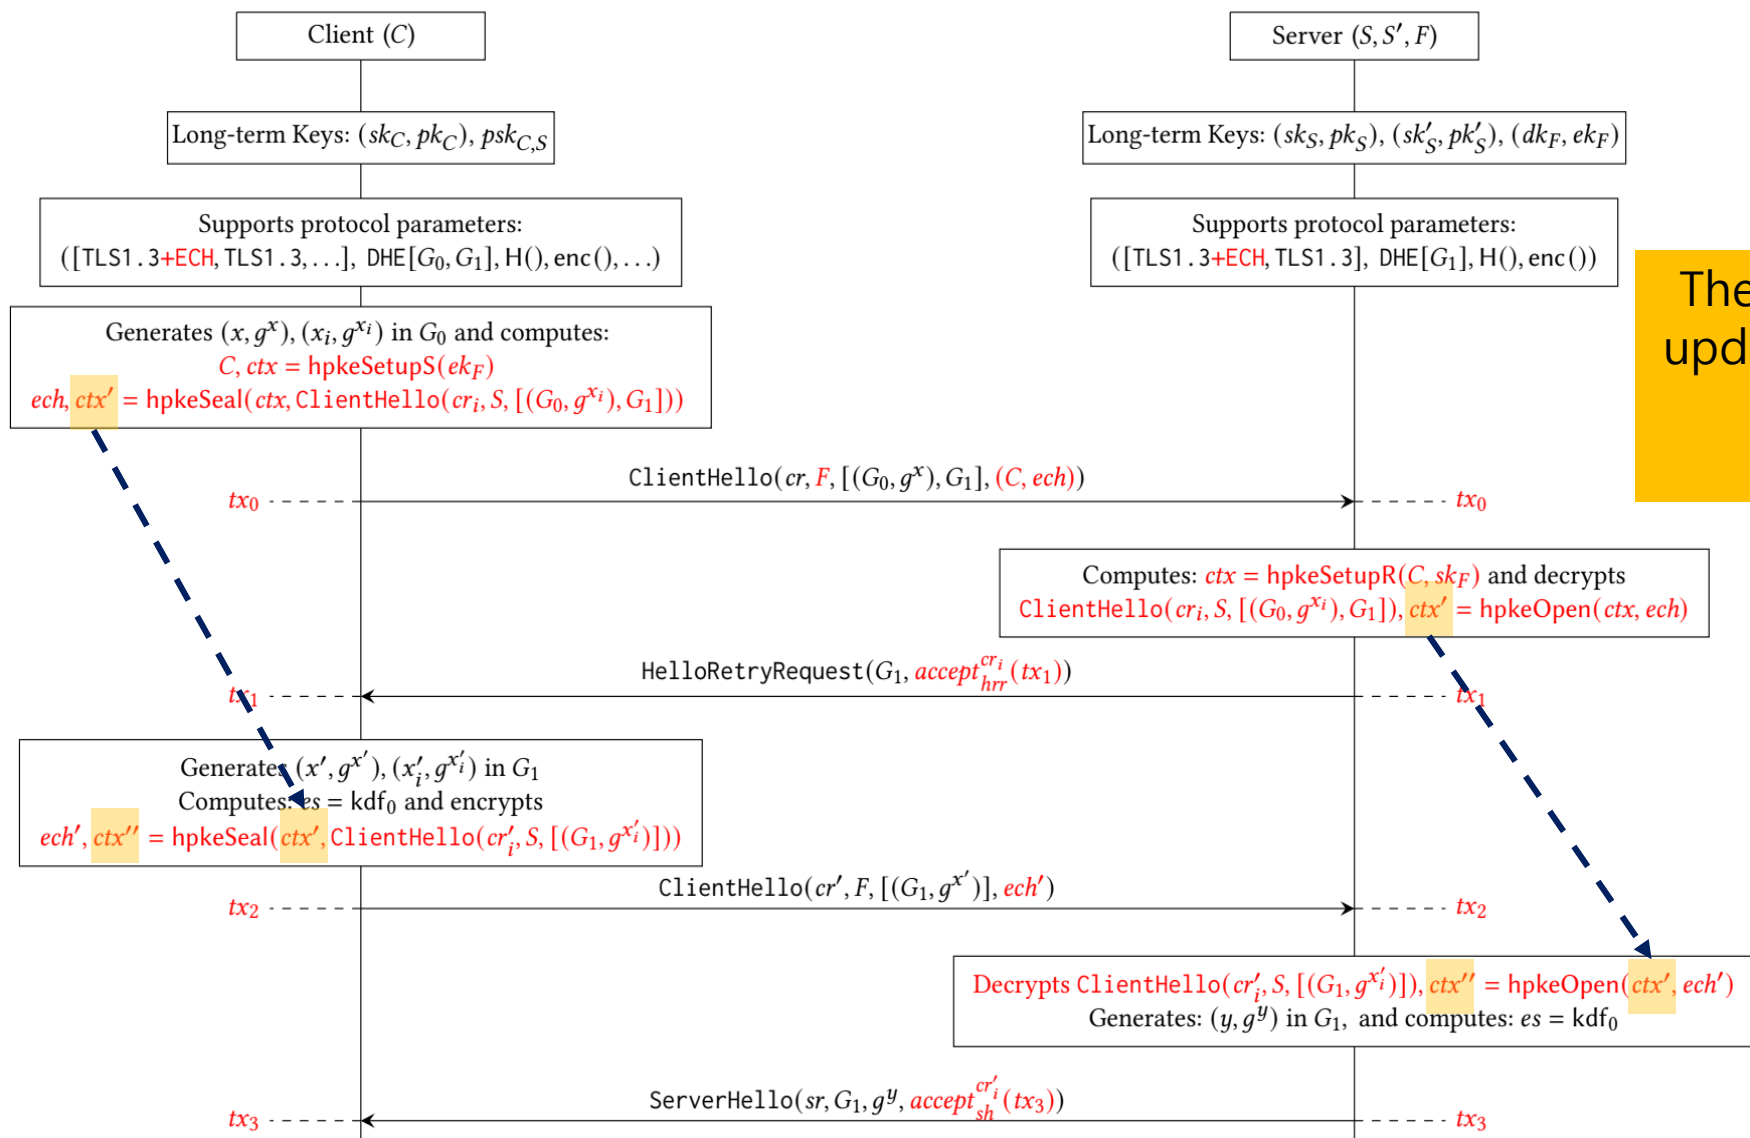 Client (C)
Server (S, S′, F)
Long-term Keys: (sk_C, pk_C), psk_{C,S}
Long-term Keys: (sk_S, pk_S), (sk′_S, pk′_S), (dk_F, ek_F)
Supports protocol parameters:
([TLS1.3+ECH, TLS1.3, …], DHE[G_0, G_1], H(), enc(), …)
Supports protocol parameters:
([TLS1.3+ECH, TLS1.3], DHE[G_1], H(), enc())
The
upd
Generates (x, g^x), (x_i, g^{x_i}) in G_0 and computes:
C, ctx = hpkeSetupS(ek_F)
ech, ctx′ = hpkeSeal(ctx, ClientHello(cr_i, S, [(G_0, g^{x_i}), G_1]))
ClientHello(cr, F, [(G_0, g^x), G_1], (C, ech))
tx_0
tx_0
Computes: ctx = hpkeSetupR(C, sk_F) and decrypts
ClientHello(cr_i, S, [(G_0, g^{x_i}), G_1]), ctx′ = hpkeOpen(ctx, ech)
HelloRetryRequest(G_1, accept_{hrr}^{cr_i}(tx_1))
tx_1
tx_1
Generates (x′, g^{x′}), (x′_i, g^{x′_i}) in G_1
Computes: es = kdf_0 and encrypts
ech′, ctx′′ = hpkeSeal(ctx′, ClientHello(cr′_i, S, [(G_1, g^{x′_i})]))
ClientHello(cr′, F, [(G_1, g^{x′})], ech′)
tx_2
tx_2
Decrypts ClientHello(cr′_i, S, [(G_1, g^{x′_i})]), ctx′′ = hpkeOpen(ctx′, ech′)
Generates: (y, g^y) in G_1, and computes: es = kdf_0
ServerHello(sr, G_1, g^y, accept_{sh}^{cr′_i}(tx_3))
tx_3
tx_3